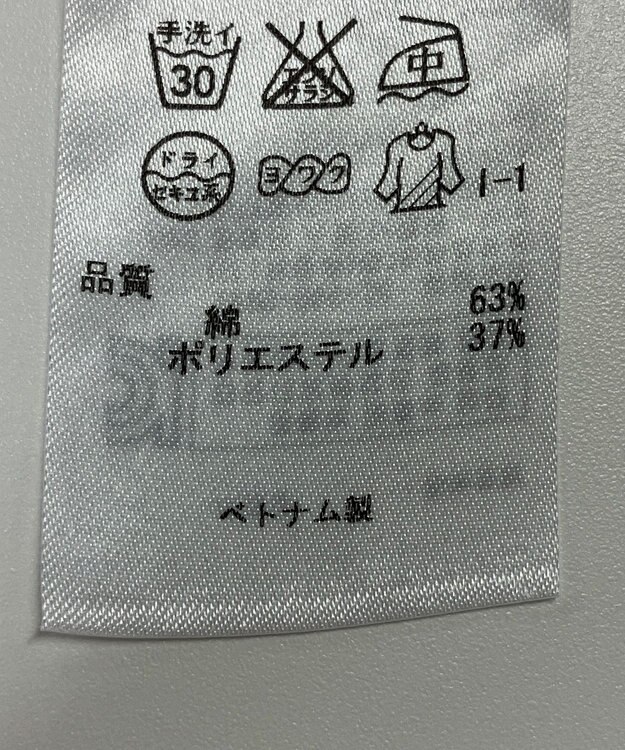 手洗イ
30
エンソ
サラシ
中
ドライ
セキユ系
ヨワク
1-1
品質
綿 63%
ポリエステル 37%
ベトナム製